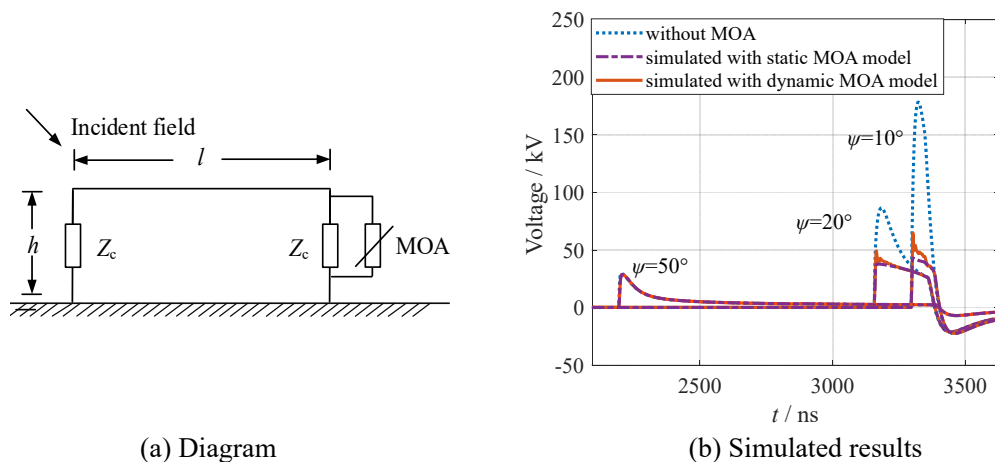 Incident field
l
h
Zc
Zc
MOA
(a) Diagram
250
200
150
100
50
0
-50
Voltage / kV
without MOA
simulated with static MOA model
simulated with dynamic MOA model
ψ=10°
ψ=20°
ψ=50°
2500
3000
3500
t / ns
(b) Simulated results